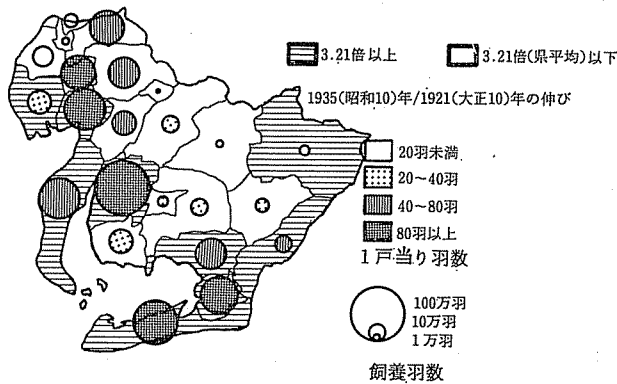 3.21倍以上 3.21倍(県平均)以下
1935(昭和10)年/1921(大正10)年の伸び
20羽未満
20～40羽
40～80羽
80羽以上
1戸当り羽数
100万羽
10万羽
1万羽
飼養羽数